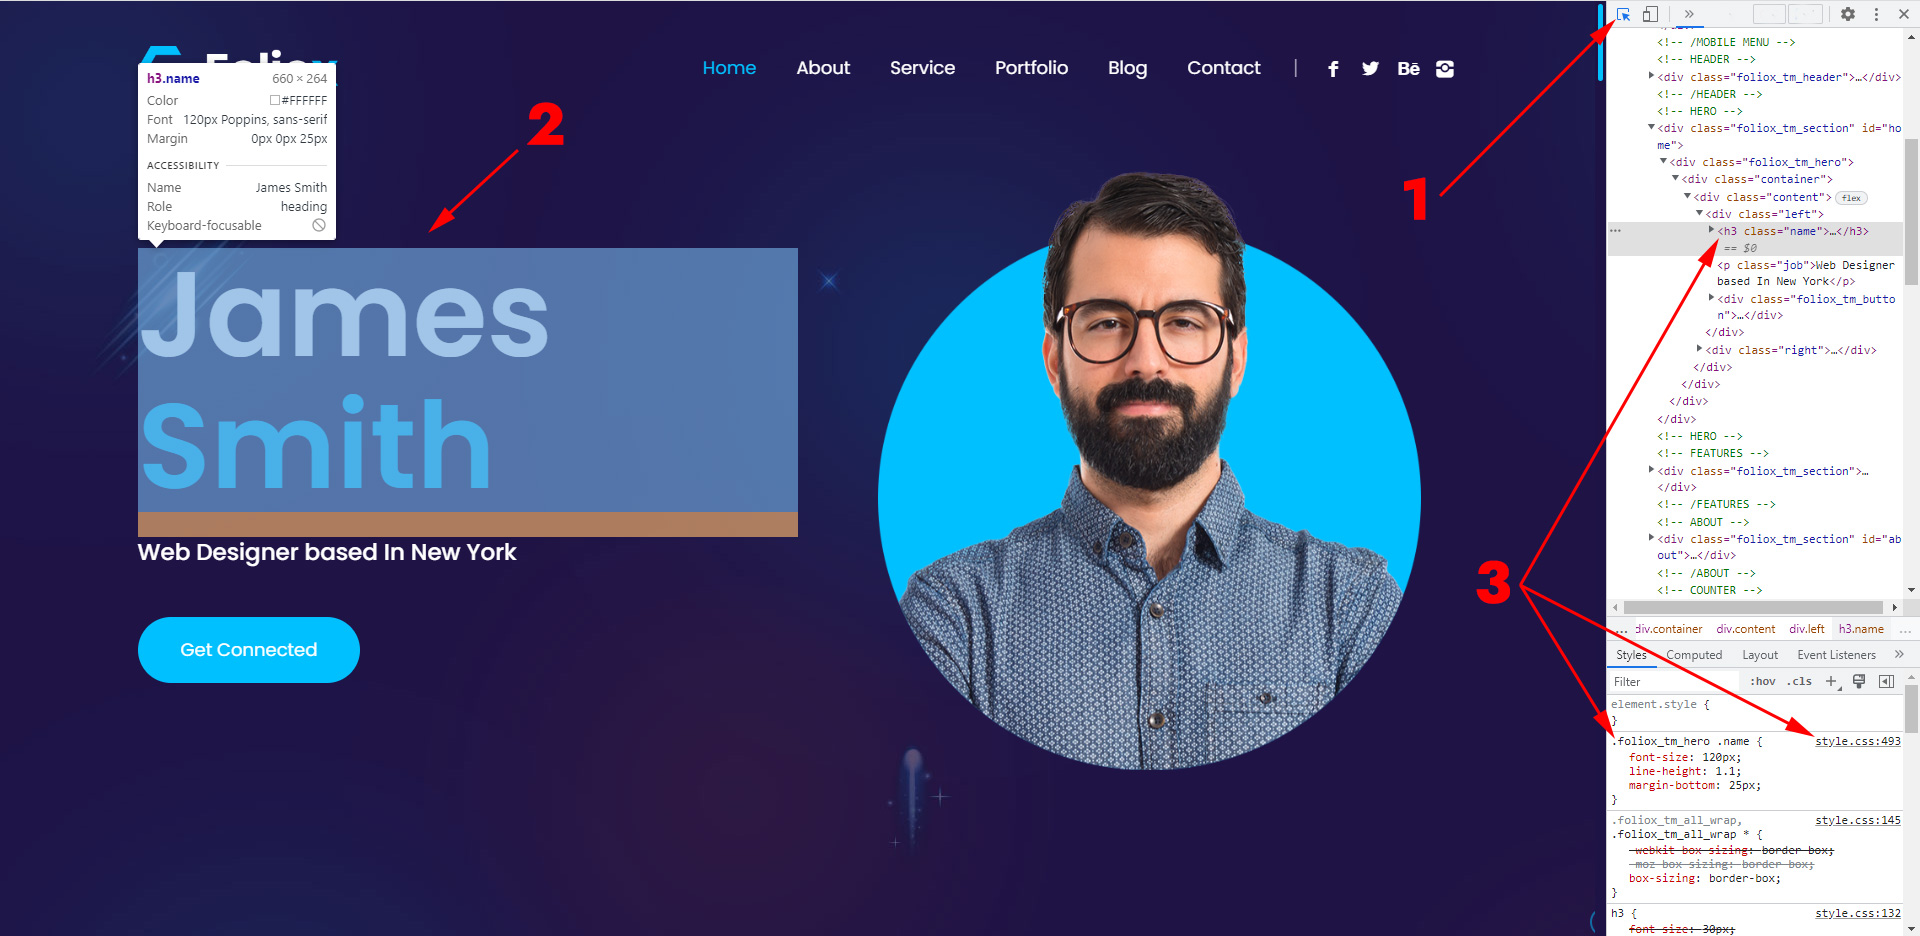 Foliox
Home
About
Service
Portfolio
Blog
Contact
h3.name 660 × 264
Color #FFFFFF
Font 120px Poppins, sans-serif
Margin 0px 0px 25px
ACCESSIBILITY
Name James Smith
Role heading
Keyboard-focusable
James
Smith
Web Designer based In New York
Get Connected
1
2
3
<!-- /MOBILE MENU -->
<!-- HEADER -->
<div class="foliox_tm_header">…</div>
<!-- /HEADER -->
<!-- HERO -->
<div class="foliox_tm_section" id="ho
me">
<div class="foliox_tm_hero">
<div class="container">
<div class="content"> flex
<div class="left">
<h3 class="name">…</h3>
== $0
<p class="job">Web Designer
based In New York</p>
<div class="foliox_tm_butto
n">…</div>
</div>
<div class="right">…</div>
</div>
</div>
</div>
</div>
<!-- HERO -->
<!-- FEATURES -->
<div class="foliox_tm_section">…
</div>
<!-- /FEATURES -->
<!-- ABOUT -->
<div class="foliox_tm_section" id="ab
out">…</div>
<!-- /ABOUT -->
<!-- COUNTER -->
… div.container div.content div.left h3.name …
Styles Computed Layout Event Listeners »
Filter :hov .cls +
element.style {
}
.foliox_tm_hero .name { style.css:493
font-size: 120px;
line-height: 1.1;
margin-bottom: 25px;
}
.foliox_tm_all_wrap, style.css:145
.foliox_tm_all_wrap * {
-webkit-box-sizing: border-box;
-moz-box-sizing: border-box;
box-sizing: border-box;
}
h3 { style.css:132
font-size: 30px;